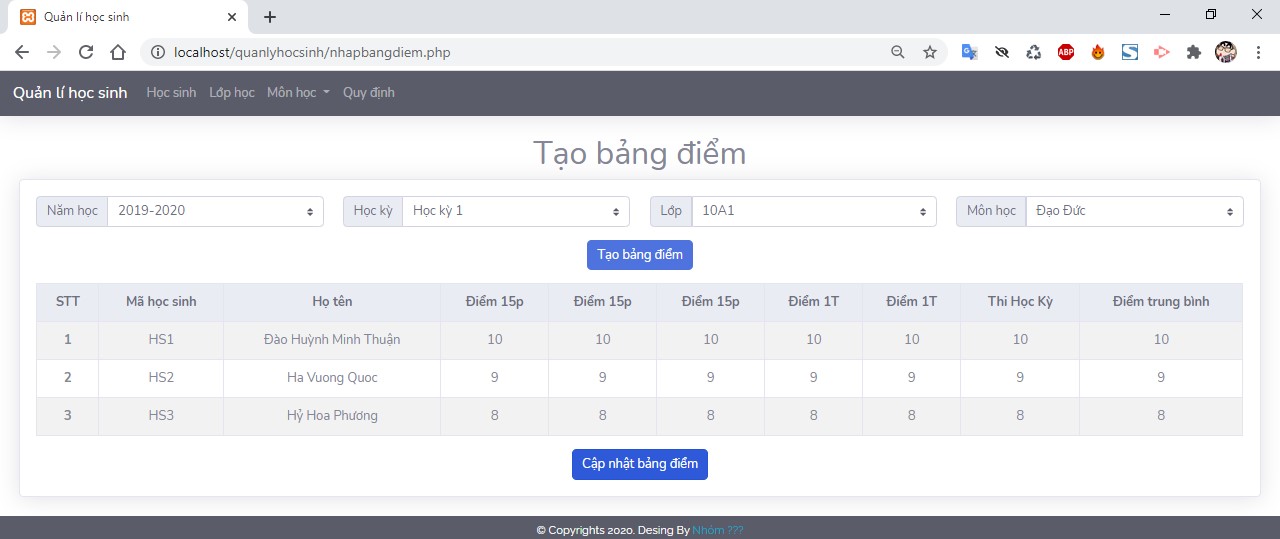 Quản lí học sinh
localhost/quanlyhocsinh/nhapbangdiem.php
ABP
Quản lí học sinh Học sinh Lớp học Môn học Quy định
Tạo bảng điểm
Năm học 2019-2020 Học kỳ Học kỳ 1 Lớp 10A1 Môn học Đạo Đức
Tạo bảng điểm
STT Mã học sinh Họ tên Điểm 15p Điểm 15p Điểm 15p Điểm 1T Điểm 1T Thi Học Kỳ Điểm trung bình
1 HS1 Đào Huỳnh Minh Thuận 10 10 10 10 10 10 10
2 HS2 Ha Vuong Quoc 9 9 9 9 9 9 9
3 HS3 Hỷ Hoa Phương 8 8 8 8 8 8 8
Cập nhật bảng điểm
© Copyrights 2020. Desing By Nhóm ???